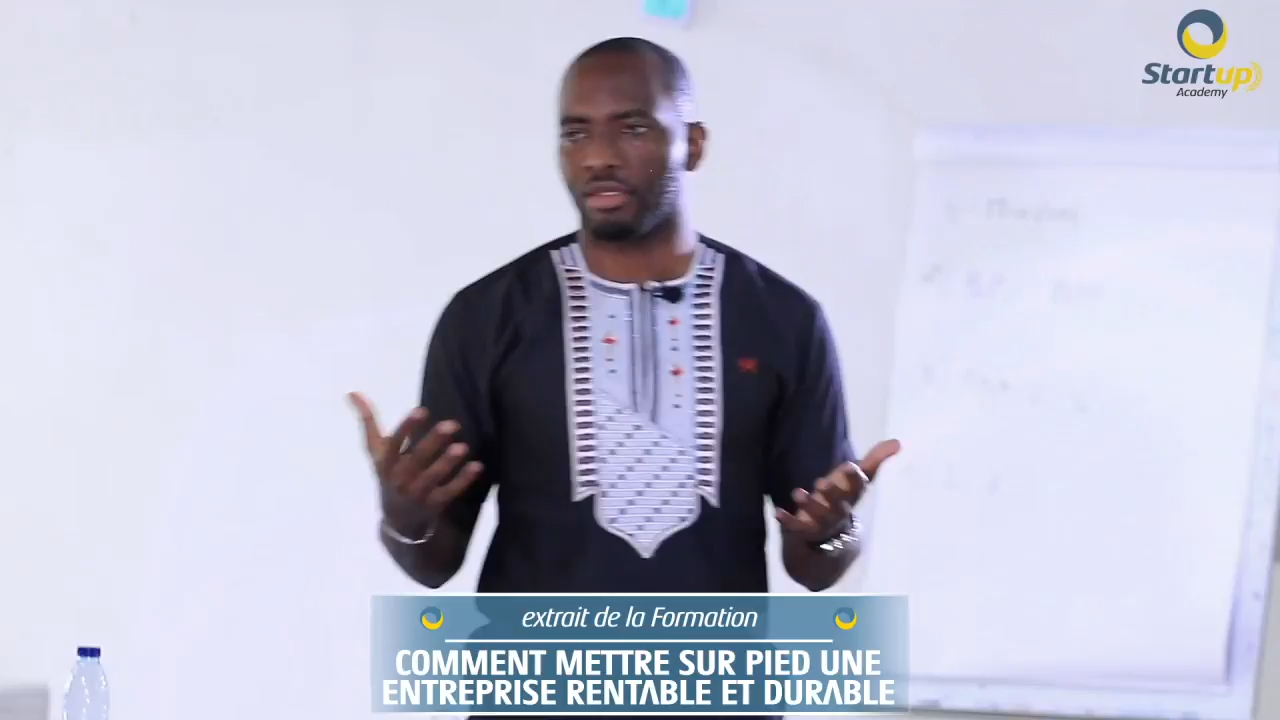 Startup
Academy
extrait de la Formation
COMMENT METTRE SUR PIED UNE
ENTREPRISE RENTABLE ET DURABLE